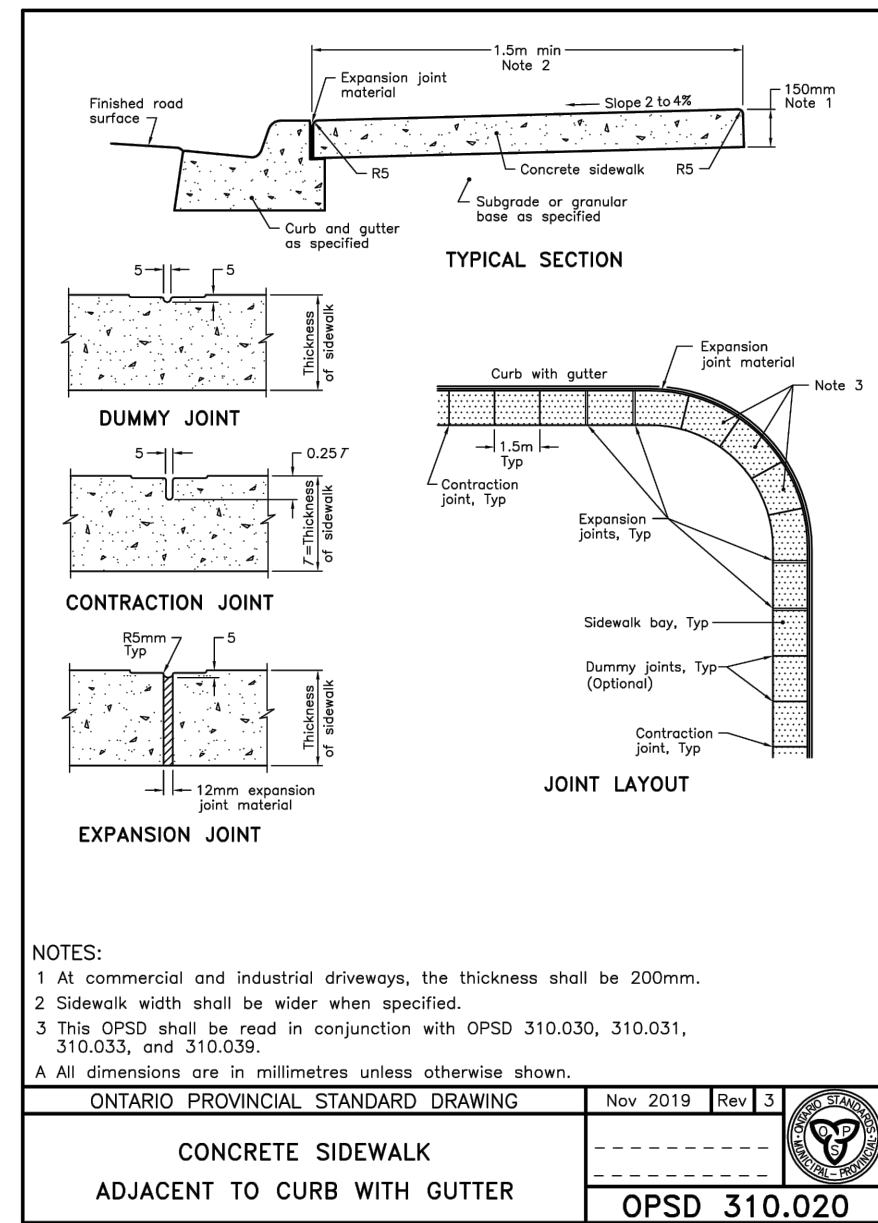 1.5m min
Note 2
Expansion joint
material
Finished road
surface
Slope 2 to 4%
150mm
Note 1
R5
Concrete sidewalk
R5
Subgrade or granular
base as specified
Curb and gutter
as specified
TYPICAL SECTION
5
5
Thickness
of sidewalk
DUMMY JOINT
5
0.25T
T=Thickness
of sidewalk
CONTRACTION JOINT
R5mm
Typ
5
Thickness
of sidewalk
12mm expansion
joint material
EXPANSION JOINT
Expansion
joint material
Curb with gutter
Note 3
1.5m
Typ
Contraction
joint, Typ
Expansion
joints, Typ
Sidewalk bay, Typ
Dummy joints, Typ
(Optional)
Contraction
joint, Typ
JOINT LAYOUT
NOTES:
1 At commercial and industrial driveways, the thickness shall be 200mm.
2 Sidewalk width shall be wider when specified.
3 This OPSD shall be read in conjunction with OPSD 310.030, 310.031,
310.033, and 310.039.
A All dimensions are in millimetres unless otherwise shown.
ONTARIO PROVINCIAL STANDARD DRAWING
Nov 2019 Rev 3
CONCRETE SIDEWALK
ADJACENT TO CURB WITH GUTTER
OPSD 310.020
ONTARIO STANDARDS
MUNICIPAL - PROVINCIAL
O P
S